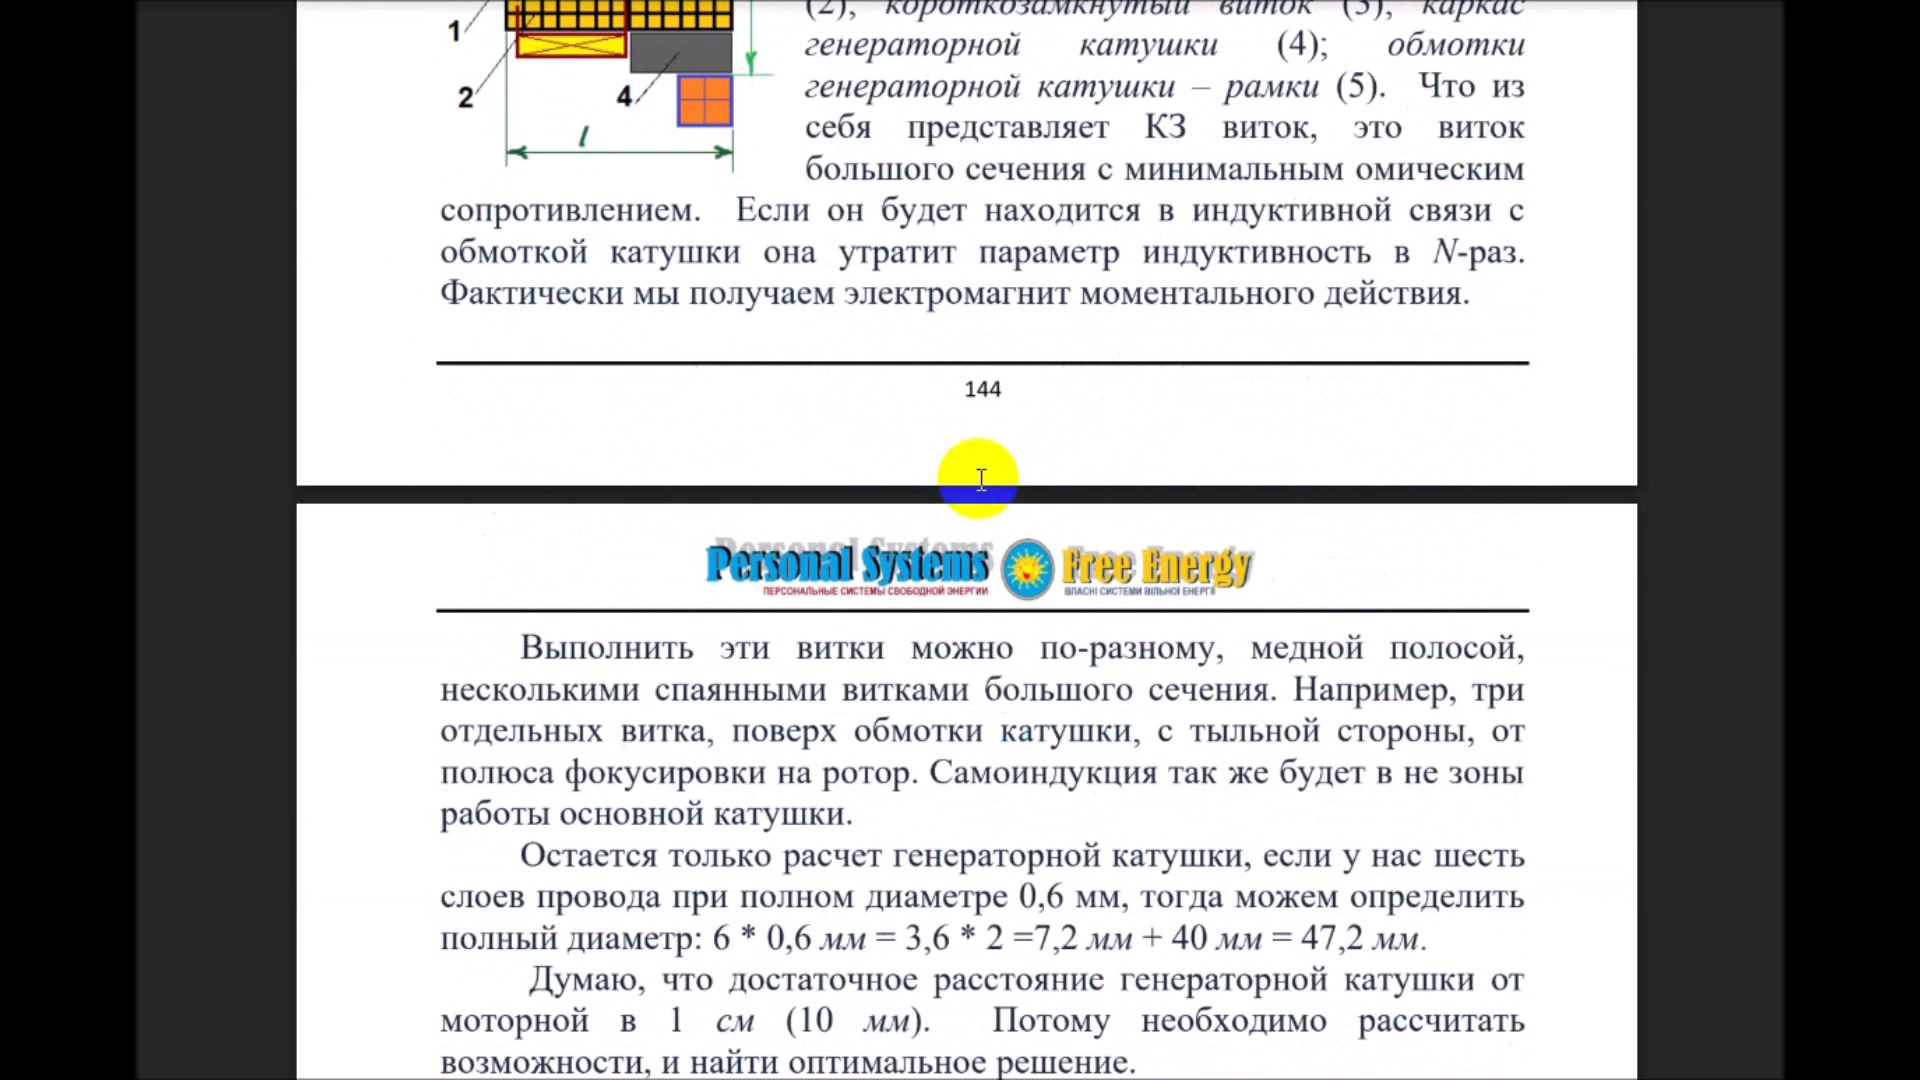 (2), короткозамкнутый виток (3), каркас
1
генераторной катушки (4); обмотки
2
4
генераторной катушки – рамки (5). Что из
l
себя представляет КЗ виток, это виток
большого сечения с минимальным омическим
сопротивлением. Если он будет находится в индуктивной связи с
обмоткой катушки она утратит параметр индуктивность в N-раз.
Фактически мы получаем электромагнит моментального действия.
144
Personal Systems Free Energy
ПЕРСОНАЛЬНЫЕ СИСТЕМЫ СВОБОДНОЙ ЭНЕРГИИ ВЛАСНІ СИСТЕМИ ВІЛЬНОЇ ЕНЕРГІЇ
Выполнить эти витки можно по-разному, медной полосой,
несколькими спаянными витками большого сечения. Например, три
отдельных витка, поверх обмотки катушки, с тыльной стороны, от
полюса фокусировки на ротор. Самоиндукция так же будет в не зоны
работы основной катушки.
Остается только расчет генераторной катушки, если у нас шесть
слоев провода при полном диаметре 0,6 мм, тогда можем определить
полный диаметр: 6 * 0,6 мм = 3,6 * 2 =7,2 мм + 40 мм = 47,2 мм.
Думаю, что достаточное расстояние генераторной катушки от
моторной в 1 см (10 мм). Потому необходимо рассчитать
возможности, и найти оптимальное решение.